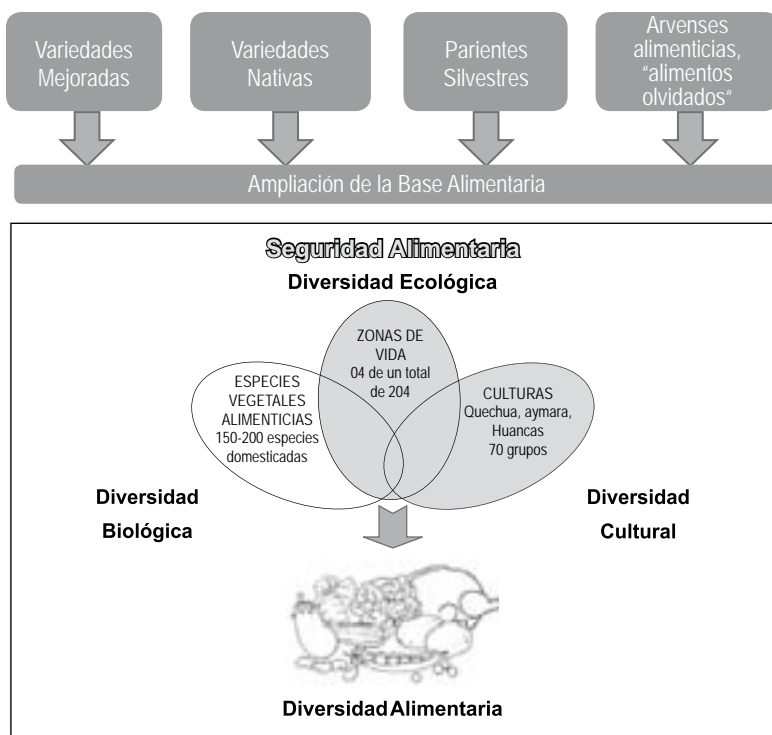 Variedades
Mejoradas
Variedades
Nativas
Parientes
Silvestres
Arvenses
alimenticias,
"alimentos
olvidados"
Ampliación de la Base Alimentaria
Seguridad Alimentaria
Diversidad Ecológica
ZONAS DE
VIDA
04 de un total
de 204
ESPECIES
VEGETALES
ALIMENTICIAS
150-200 especies
domesticadas
CULTURAS
Quechua, aymara,
Huancas
70 grupos
Diversidad
Biológica
Diversidad
Cultural
Diversidad Alimentaria